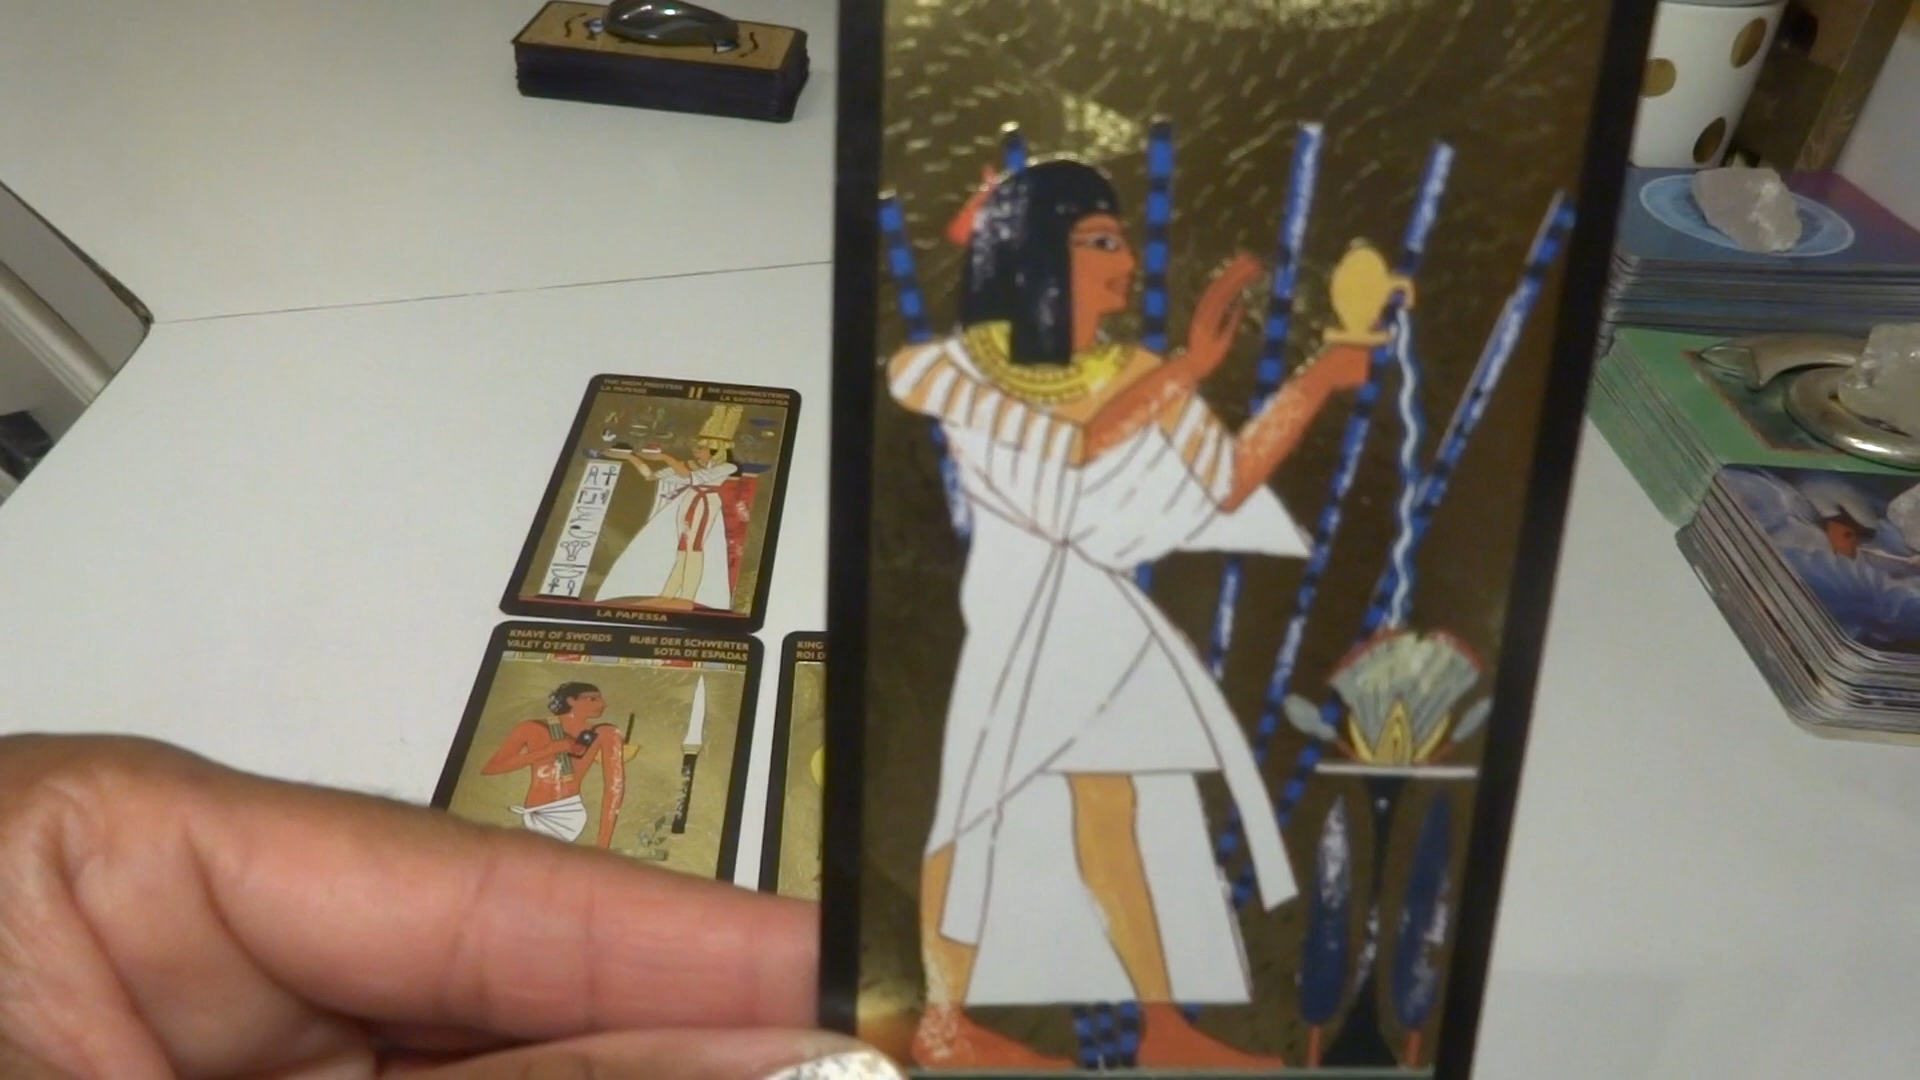 THE HIGH PRIESTESS II DIE HOHEPRIESTERIN
LA PAPESSE LA SACERDOTISA
LA PAPESSA
KNAVE OF SWORDS BUBE DER SCHWERTER
VALET D'EPEES SOTA DE ESPADAS
KING
ROI D